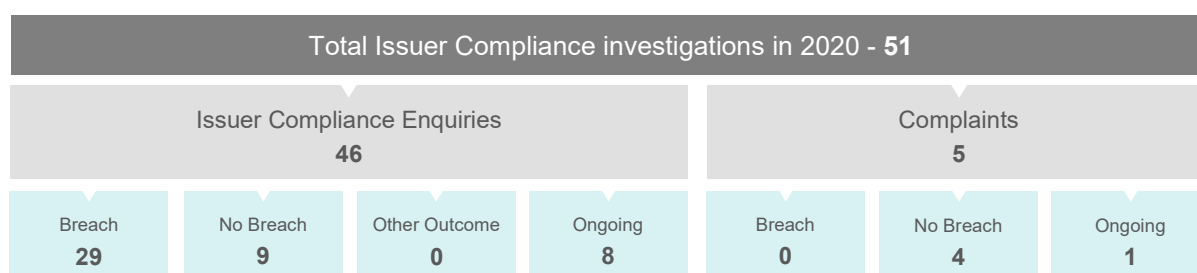 Total Issuer Compliance investigations in 2020 - 51
Issuer Compliance Enquiries
46
Complaints
5
Breach
29
No Breach
9
Other Outcome
0
Ongoing
8
Breach
0
No Breach
4
Ongoing
1